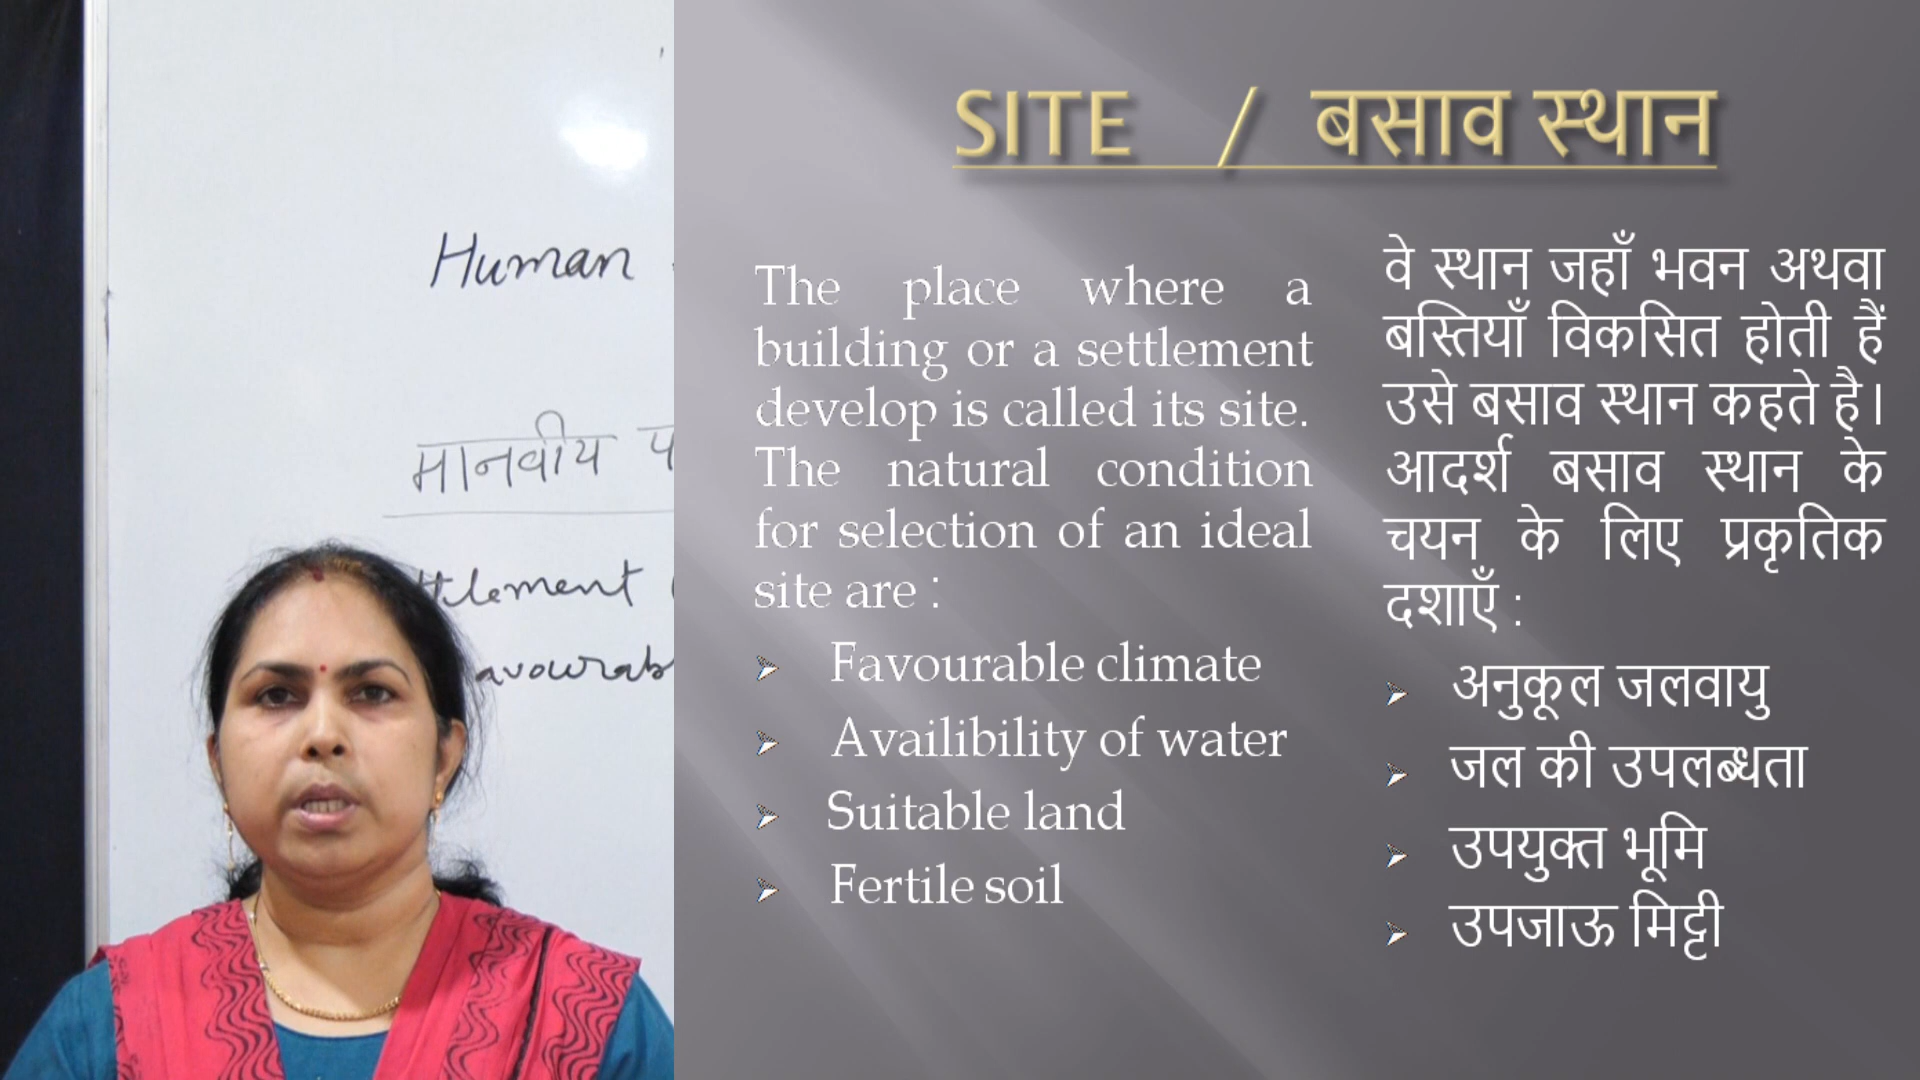 Human
मानवीय
ttlement
avourab
SITE / बसाव स्थान
The place where a
building or a settlement
develop is called its site.
The natural condition
for selection of an ideal
site are :
Favourable climate
Availibility of water
Suitable land
Fertile soil
वे स्थान जहाँ भवन अथवा
बस्तियाँ विकसित होती हैं
उसे बसाव स्थान कहते है।
आदर्श बसाव स्थान के
चयन के लिए प्रकृतिक
दशाएँ :
अनुकूल जलवायु
जल की उपलब्धता
उपयुक्त भूमि
उपजाऊ मिट्टी